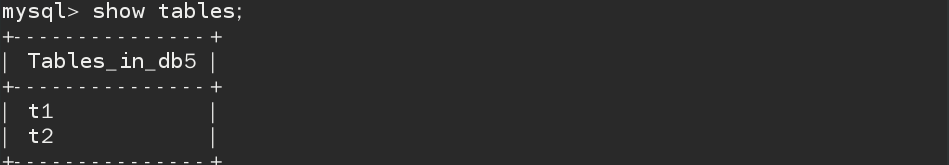 mysql> show tables;
+---------------+
| Tables_in_db5 |
+---------------+
| t1            |
| t2            |
+---------------+